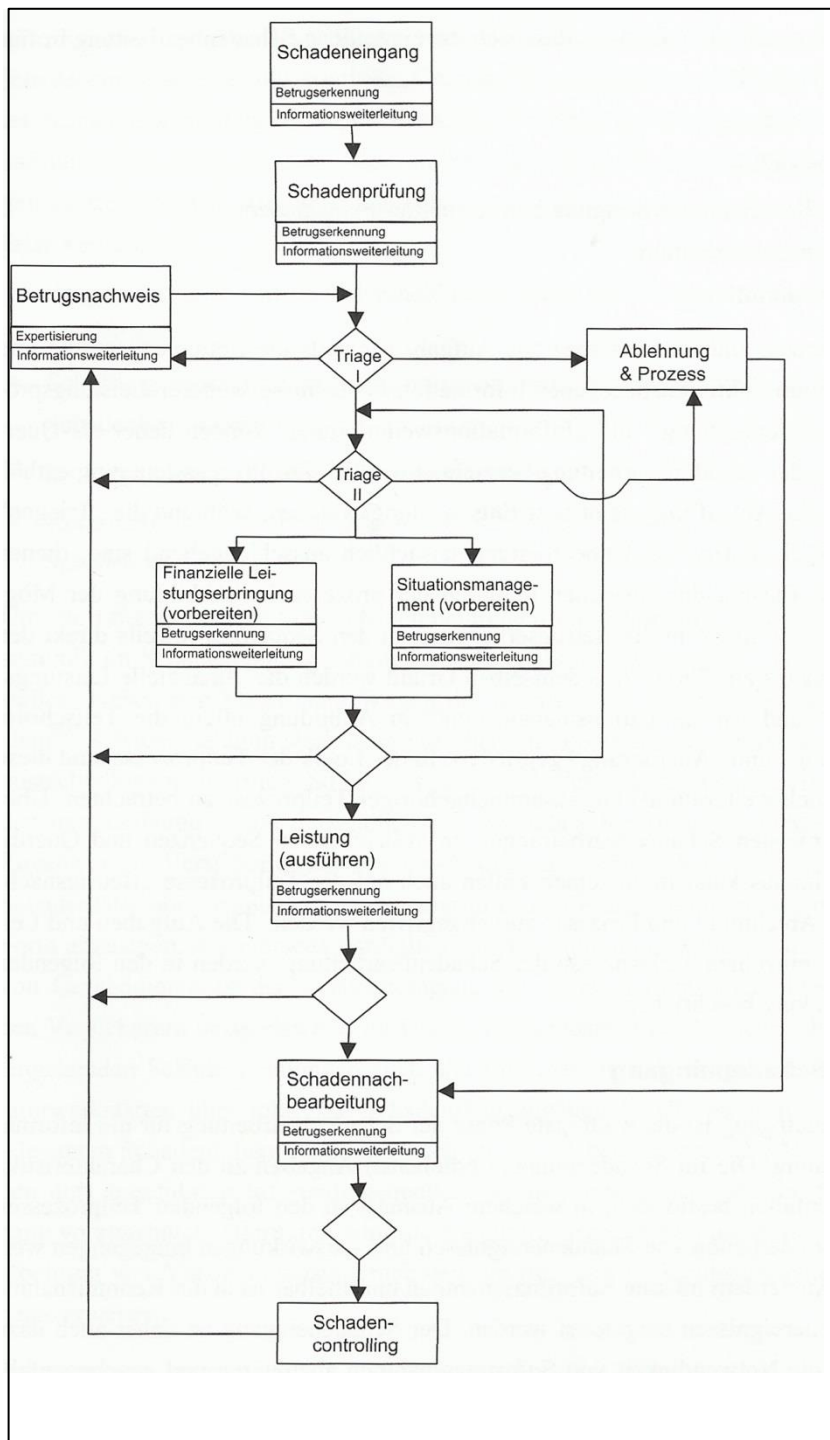 Schadeneingang
Betrugserkennung
Informationsweiterleitung
Schadenprüfung
Betrugserkennung
Informationsweiterleitung
Betrugsnachweis
Expertisierung
Informationsweiterleitung
Triage
I
Ablehnung
& Prozess
Triage
II
Finanzielle Lei-
stungserbringung
(vorbereiten)
Betrugserkennung
Informationsweiterleitung
Situationsmanage-
ment (vorbereiten)
Betrugserkennung
Informationsweiterleitung
Leistung
(ausführen)
Betrugserkennung
Informationsweiterleitung
Schadennach-
bearbeitung
Betrugserkennung
Informationsweiterleitung
Schaden-
controlling